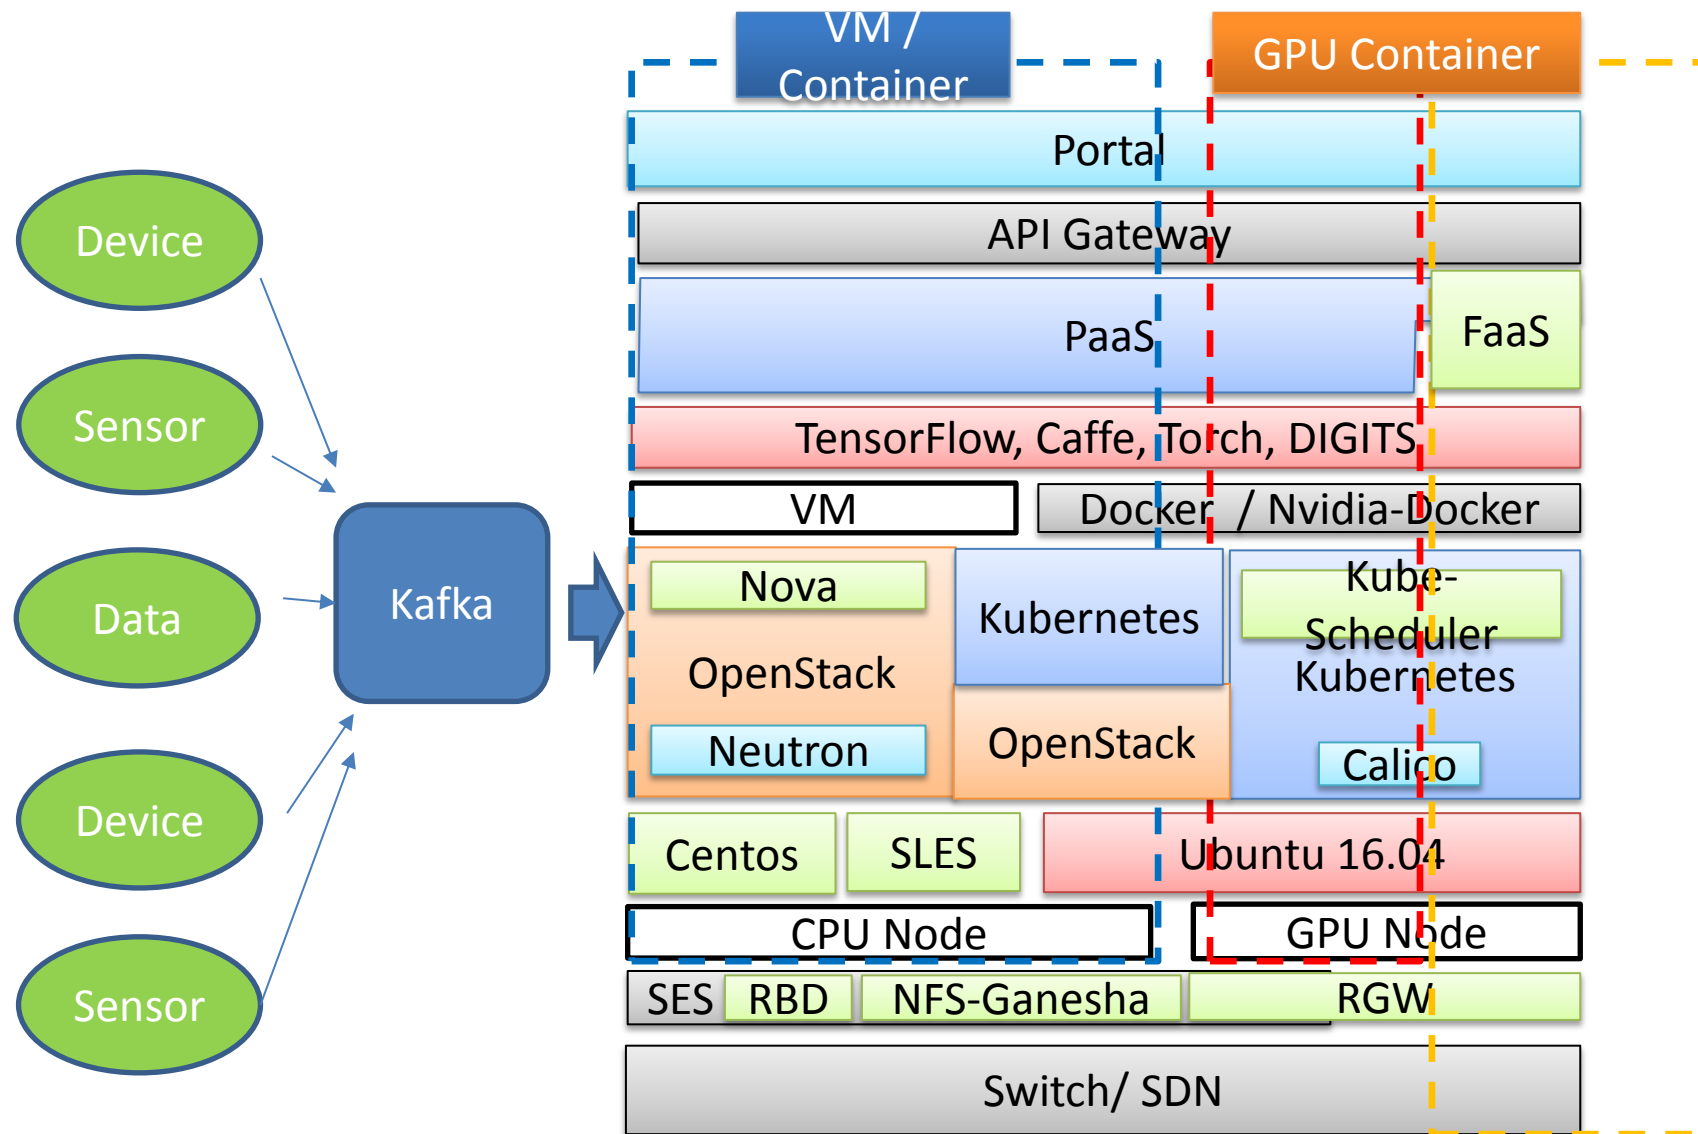 VM /
Container
GPU Container
Portal
API Gateway
PaaS
FaaS
TensorFlow, Caffe, Torch, DIGITS
VM
Docker / Nvidia-Docker
Nova
OpenStack
Neutron
Kubernetes
OpenStack
Kube-
Scheduler
Kubernetes
Calico
Centos
SLES
Ubuntu 16.04
CPU Node
GPU Node
SES
RBD
NFS-Ganesha
RGW
Switch/ SDN
Device
Sensor
Data
Device
Sensor
Kafka